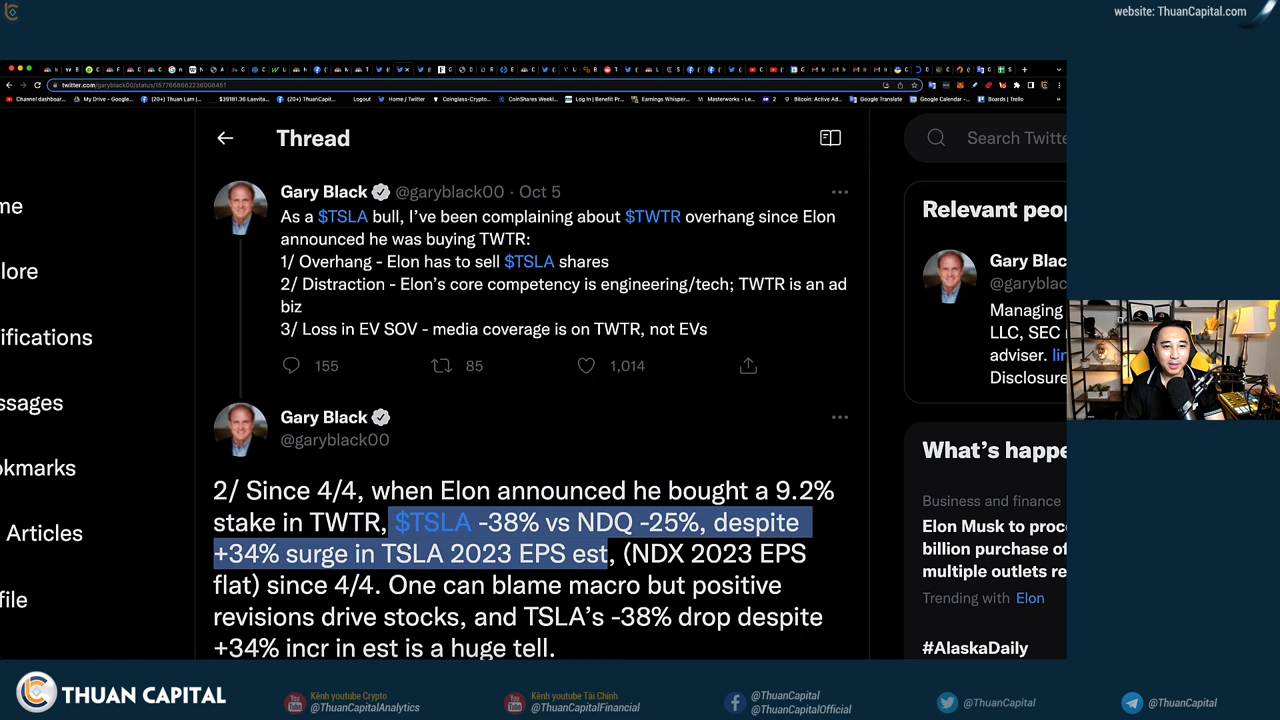 website: ThuanCapital.com
twitter.com/garyblack00/status/1577668662236008451
Channel dashboar...
My Drive - Google...
(20+) Thuan Lam (...
$39181.36 Laevita...
(20+) ThuanCapit...
Logout
Home / Twitter
Coinglass-Crypto...
CoinShares Weekl...
Log In | Benefit Pr...
Earnings Whisper...
Masterworks - L...
2
Bitcoin: Active Ad...
Google Translate
Google Calendar -...
Boards | Trello
Thread
Search Twitte
me
lore
ifications
ssages
okmarks
Articles
file
Gary Black @garyblack00 · Oct 5
As a $TSLA bull, I've been complaining about $TWTR overhang since Elon
announced he was buying TWTR:
1/ Overhang - Elon has to sell $TSLA shares
2/ Distraction - Elon's core competency is engineering/tech; TWTR is an ad
biz
3/ Loss in EV SOV - media coverage is on TWTR, not EVs
155
85
1,014
Gary Black
@garyblack00
2/ Since 4/4, when Elon announced he bought a 9.2%
stake in TWTR, $TSLA -38% vs NDQ -25%, despite
+34% surge in TSLA 2023 EPS est, (NDX 2023 EPS
flat) since 4/4. One can blame macro but positive
revisions drive stocks, and TSLA's -38% drop despite
+34% incr in est is a huge tell.
Relevant peop
Gary Blac
@garyblac
Managing
LLC, SEC r
adviser. lin
Disclosure
What's happe
Business and finance
Elon Musk to proc
billion purchase of
multiple outlets re
Trending with Elon
#AlaskaDaily
THUAN CAPITAL
Kênh youtube Crypto
@ThuanCapitalAnalytics
Kênh youtube Tài Chính
@ThuanCapitalFinancial
@ThuanCapital
@ThuanCapitalOfficial
@ThuanCapital
@ThuanCapital